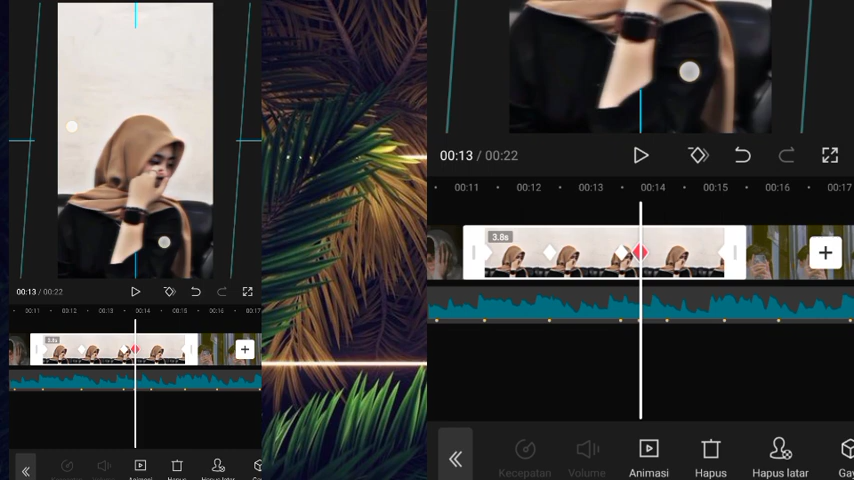 00:13 / 00:22
00:11 00:12 00:13 00:14 00:15 00:16 00:17
3.8s
Animasi Hapus Hapus latar
00:13 / 00:22
00:11 00:12 00:13 00:14 00:15 00:16 00:17
3.8s
Kecepatan Volume Animasi Hapus Hapus latar Gay